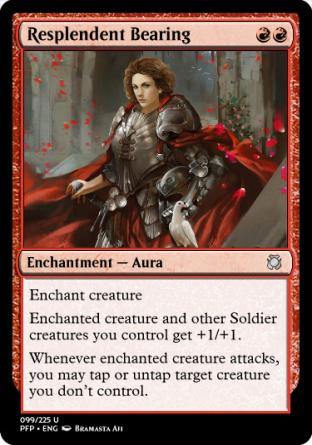 Resplendent Bearing
Enchantment — Aura
Enchant creature
Enchanted creature and other Soldier
creatures you control get +1/+1.
Whenever enchanted creature attacks,
you may tap or untap target creature
you don't control.
099/225 U
PFP • ENG BRAMASTA AJI